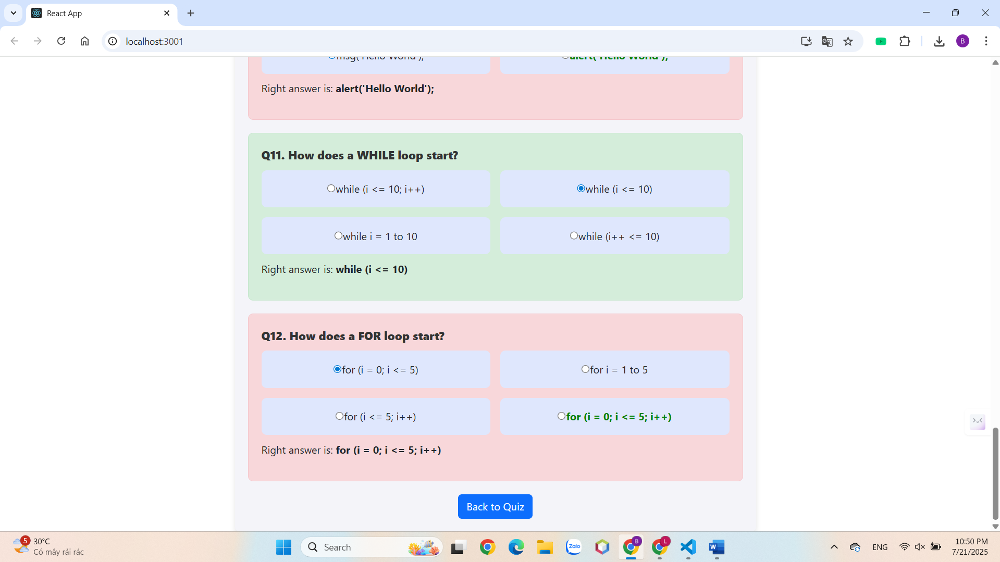 React App
localhost:3001
B
msg('Hello World');
alert('Hello World');
Right answer is: alert('Hello World');
Q11. How does a WHILE loop start?
while (i <= 10; i++)
while (i <= 10)
while i = 1 to 10
while (i++ <= 10)
Right answer is: while (i <= 10)
Q12. How does a FOR loop start?
for (i = 0; i <= 5)
for i = 1 to 5
for (i <= 5; i++)
for (i = 0; i <= 5; i++)
Right answer is: for (i = 0; i <= 5; i++)
Back to Quiz
5
30°C
Có mây rải rác
Search
Zalo
B
L
W
ENG
10:50 PM
7/21/2025